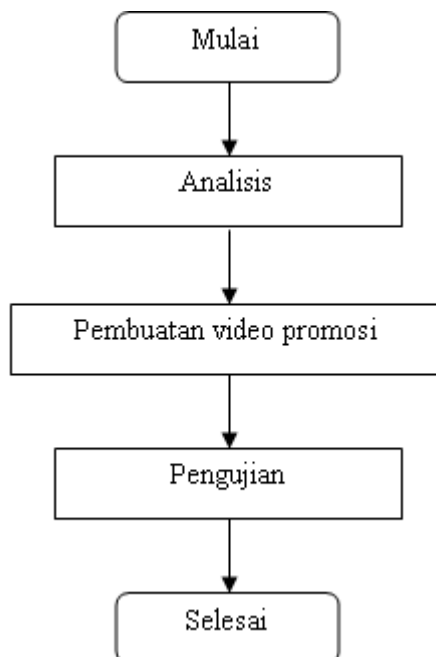 Mulai
Analisis
Pembuatan video promosi
Pengujian
Selesai